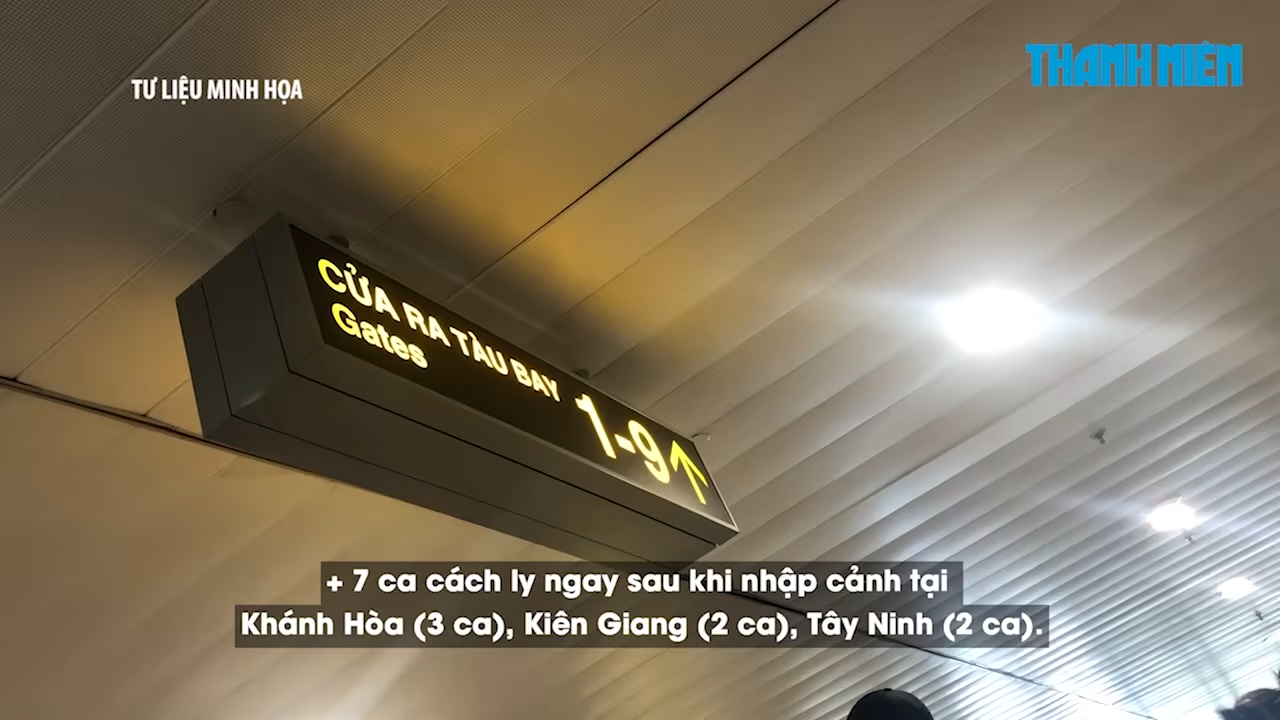 TƯ LIỆU MINH HỌA
THANH NIÊN
CỬA RA TÀU BAY
Gates
1-9
+ 7 ca cách ly ngay sau khi nhập cảnh tại
Khánh Hòa (3 ca), Kiên Giang (2 ca), Tây Ninh (2 ca).